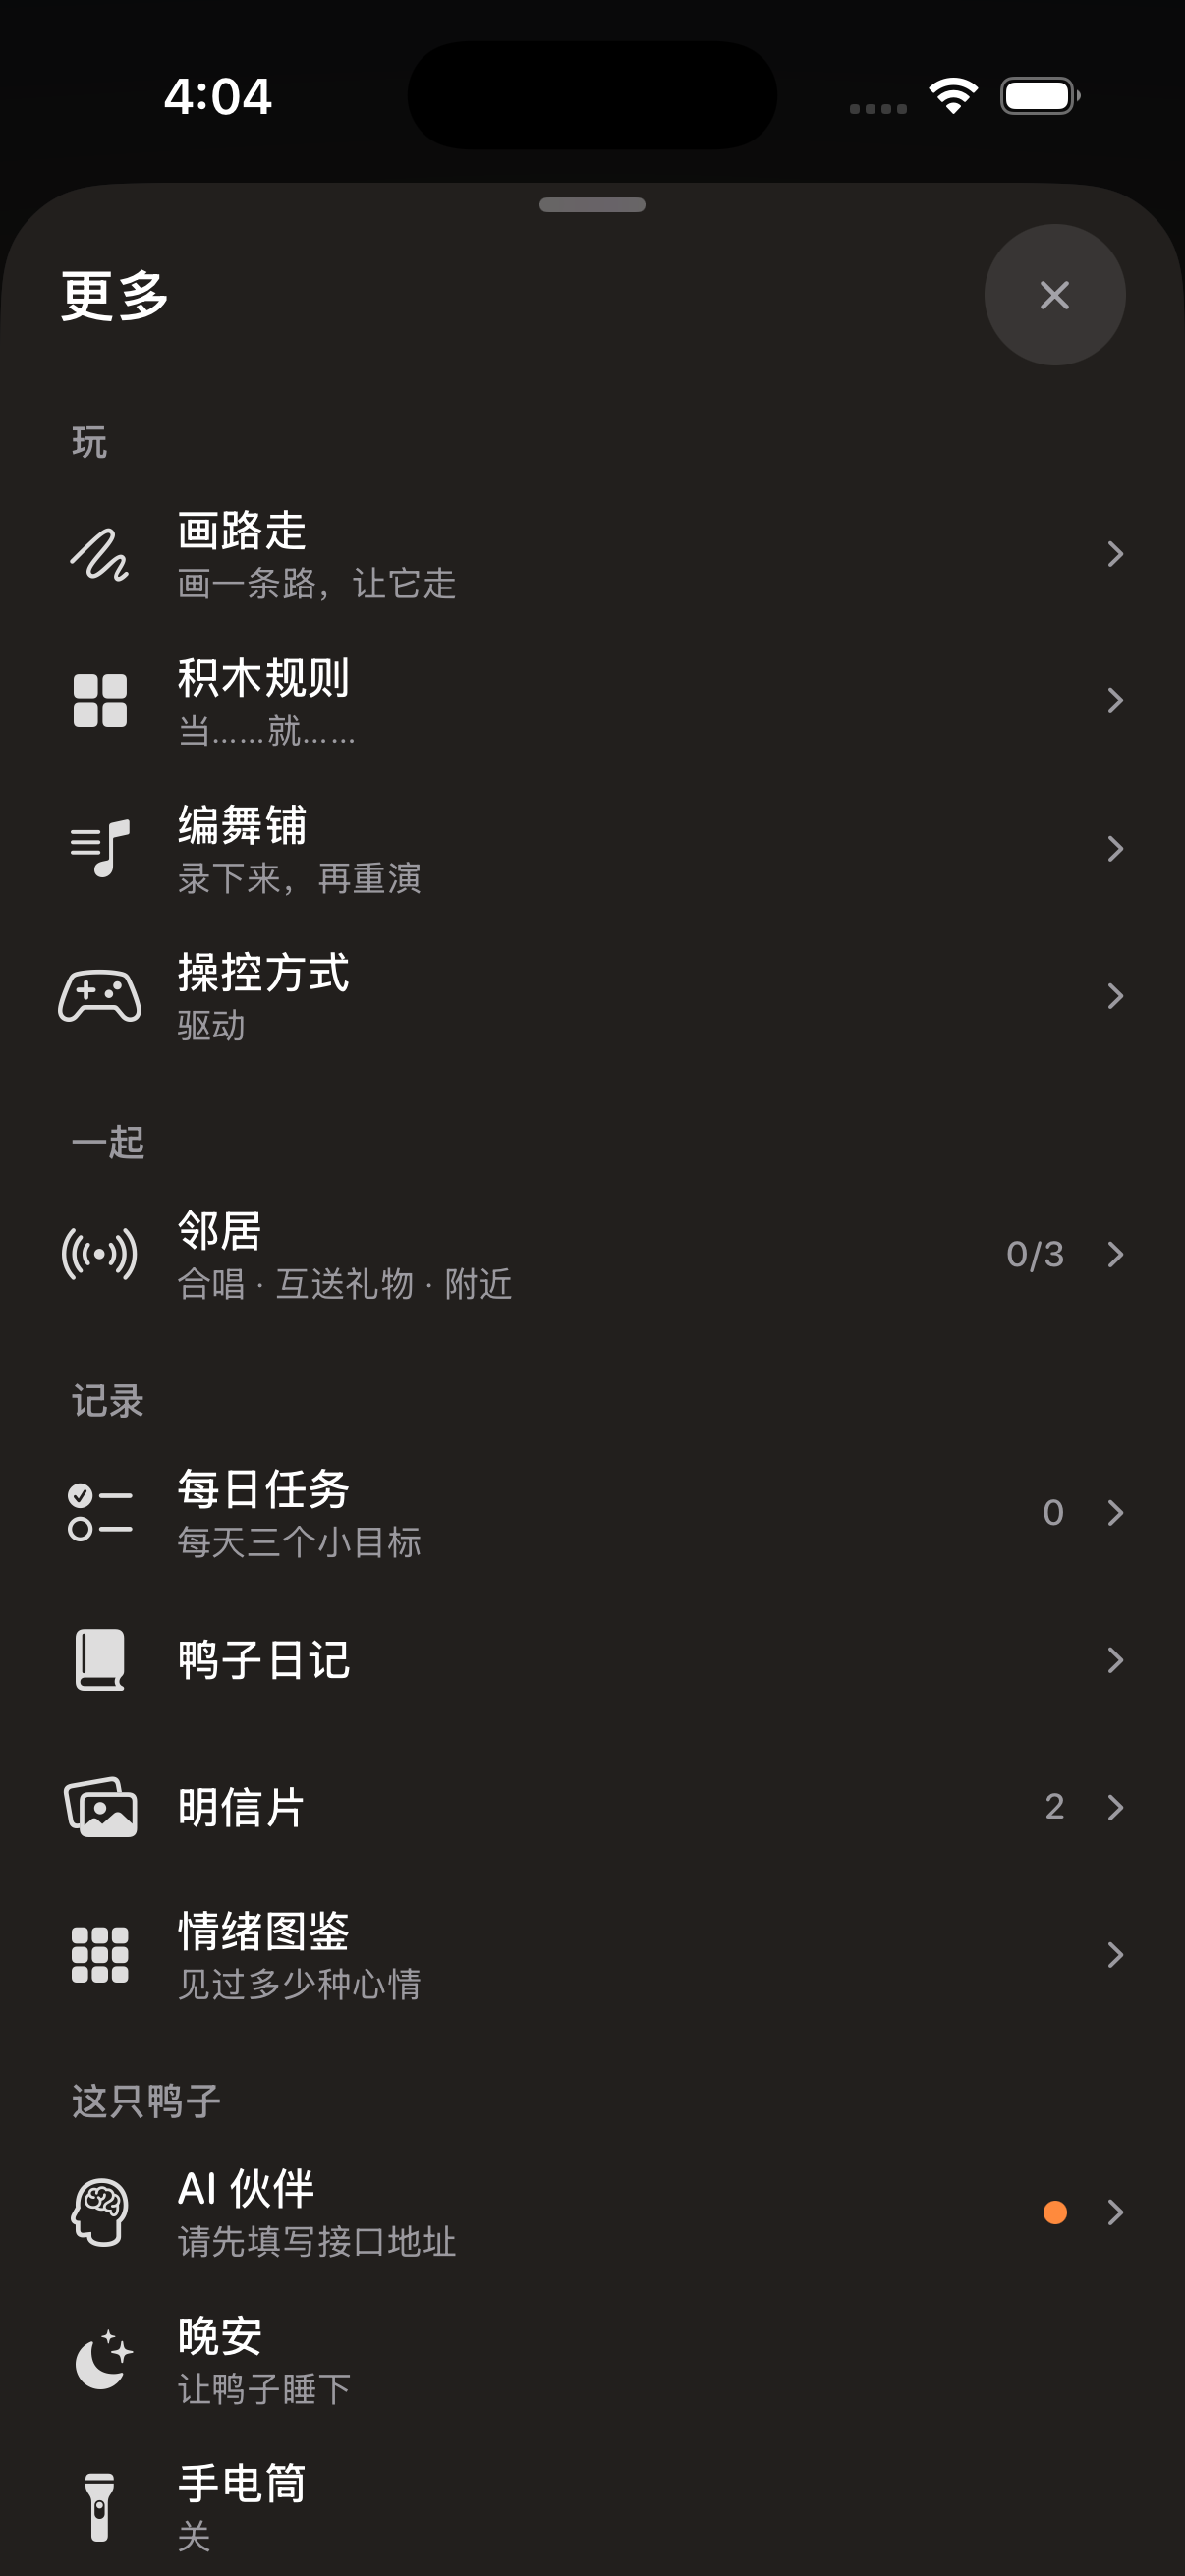 4:04
更多
玩
画路走
画一条路，让它走
积木规则
当……就……
编舞铺
录下来，再重演
操控方式
驱动
一起
邻居
合唱 · 互送礼物 · 附近
0/3
记录
每日任务
每天三个小目标
0
鸭子日记
明信片
2
情绪图鉴
见过多少种心情
这只鸭子
AI 伙伴
请先填写接口地址
晚安
让鸭子睡下
手电筒
关